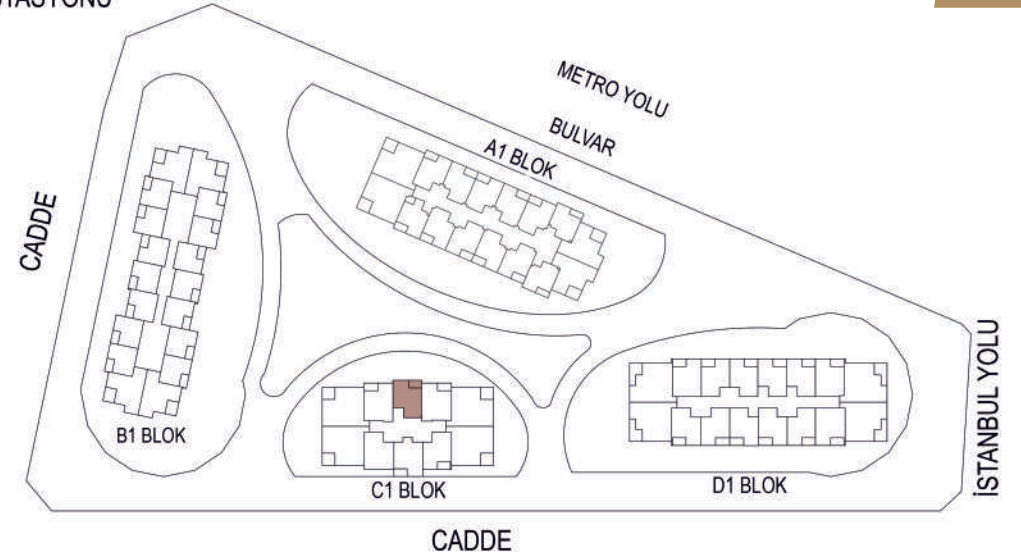 METRO YOLU
BULVAR
A1 BLOK
CADDE
B1 BLOK
C1 BLOK
D1 BLOK
İSTANBUL YOLU
CADDE